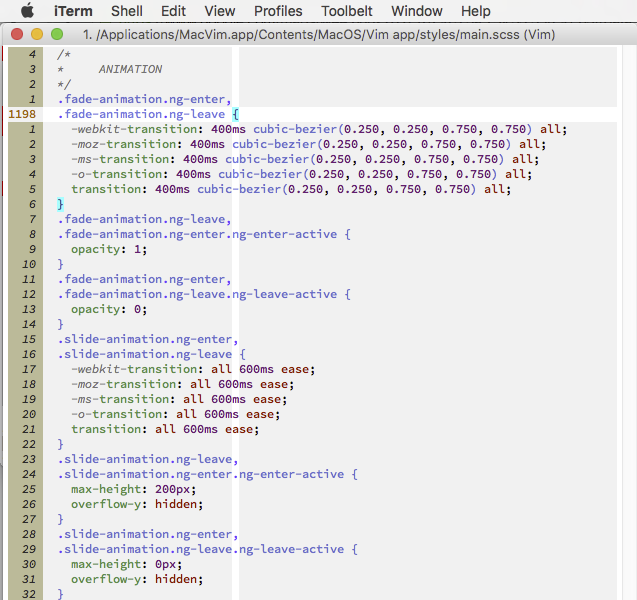 iTerm Shell Edit View Profiles Toolbelt Window Help
1. /Applications/MacVim.app/Contents/MacOS/Vim app/styles/main.scss (Vim)
4 /*
3 * ANIMATION
2 */
1 .fade-animation.ng-enter,
1198 .fade-animation.ng-leave {
1 -webkit-transition: 400ms cubic-bezier(0.250, 0.250, 0.750, 0.750) all;
2 -moz-transition: 400ms cubic-bezier(0.250, 0.250, 0.750, 0.750) all;
3 -ms-transition: 400ms cubic-bezier(0.250, 0.250, 0.750, 0.750) all;
4 -o-transition: 400ms cubic-bezier(0.250, 0.250, 0.750, 0.750) all;
5 transition: 400ms cubic-bezier(0.250, 0.250, 0.750, 0.750) all;
6 }
7 .fade-animation.ng-leave,
8 .fade-animation.ng-enter.ng-enter-active {
9 opacity: 1;
10 }
11 .fade-animation.ng-enter,
12 .fade-animation.ng-leave.ng-leave-active {
13 opacity: 0;
14 }
15 .slide-animation.ng-enter,
16 .slide-animation.ng-leave {
17 -webkit-transition: all 600ms ease;
18 -moz-transition: all 600ms ease;
19 -ms-transition: all 600ms ease;
20 -o-transition: all 600ms ease;
21 transition: all 600ms ease;
22 }
23 .slide-animation.ng-leave,
24 .slide-animation.ng-enter.ng-enter-active {
25 max-height: 200px;
26 overflow-y: hidden;
27 }
28 .slide-animation.ng-enter,
29 .slide-animation.ng-leave.ng-leave-active {
30 max-height: 0px;
31 overflow-y: hidden;
32 }